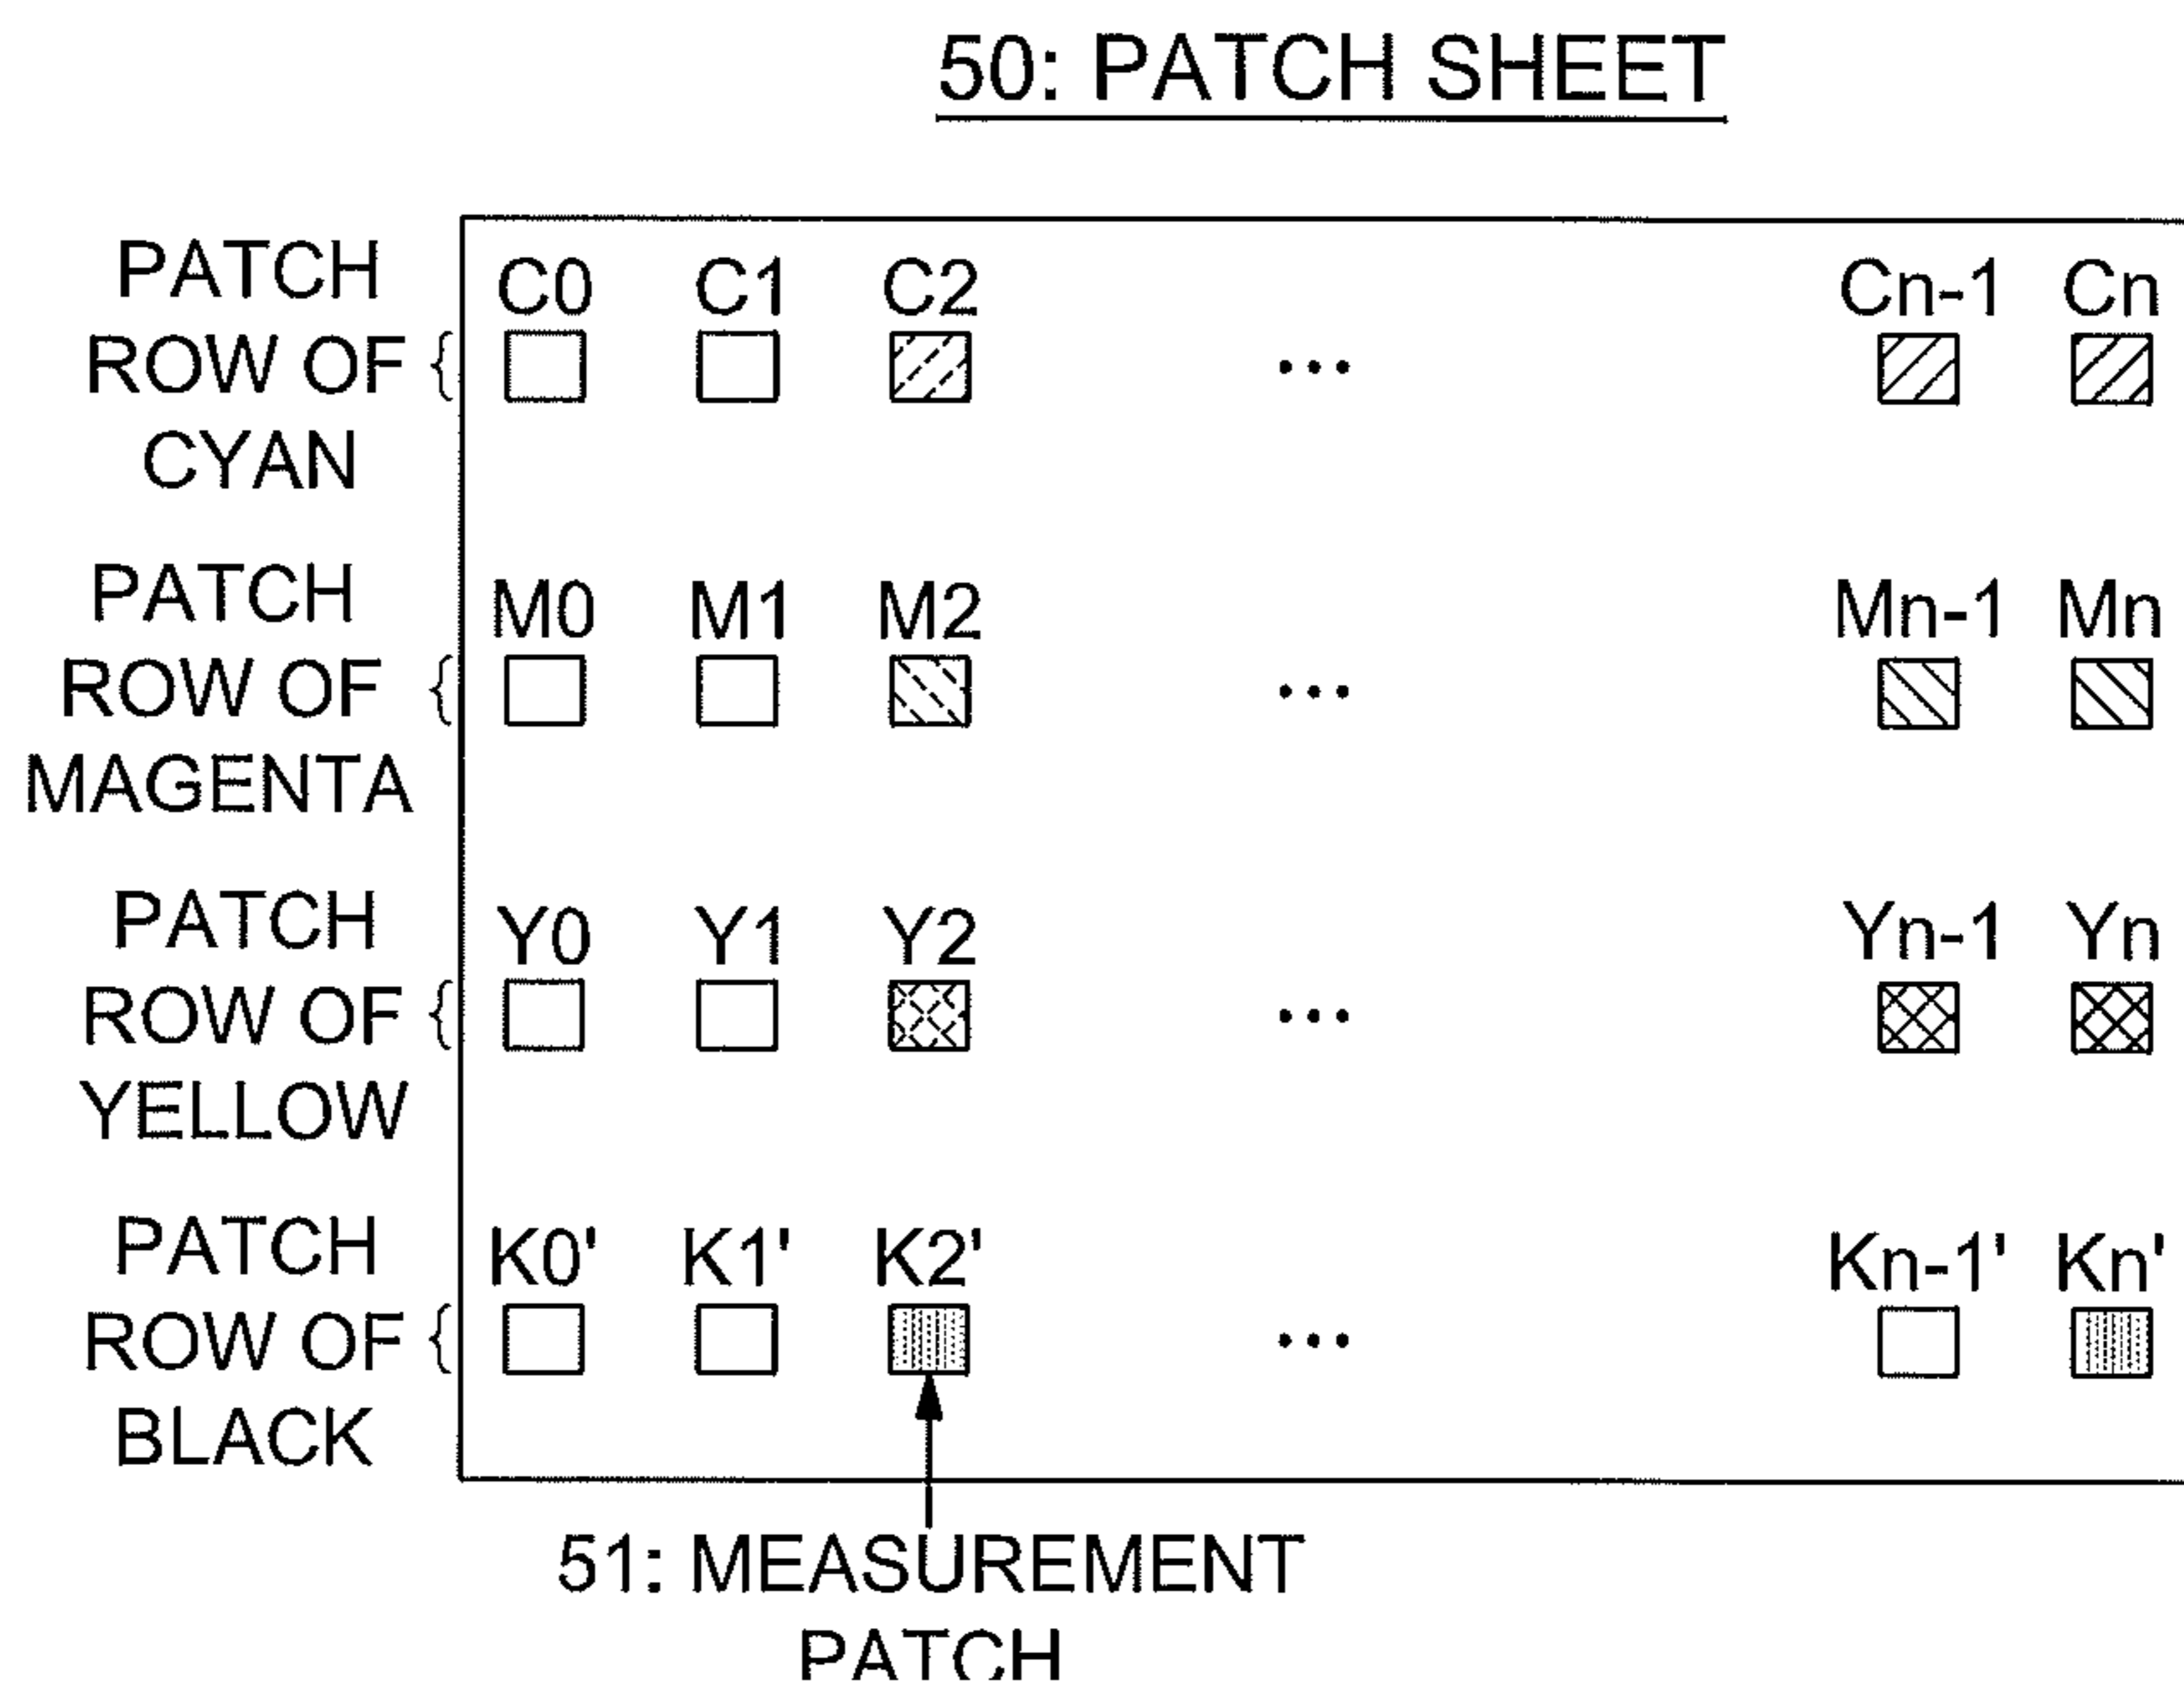 50: PATCH SHEET
PATCH
ROW OF
CYAN
C0 C1 C2 ... Cn-1 Cn
PATCH
ROW OF
MAGENTA
M0 M1 M2 ... Mn-1 Mn
PATCH
ROW OF
YELLOW
Y0 Y1 Y2 ... Yn-1 Yn
PATCH
ROW OF
BLACK
K0' K1' K2' ... Kn-1' Kn'
51: MEASUREMENT
PATCH